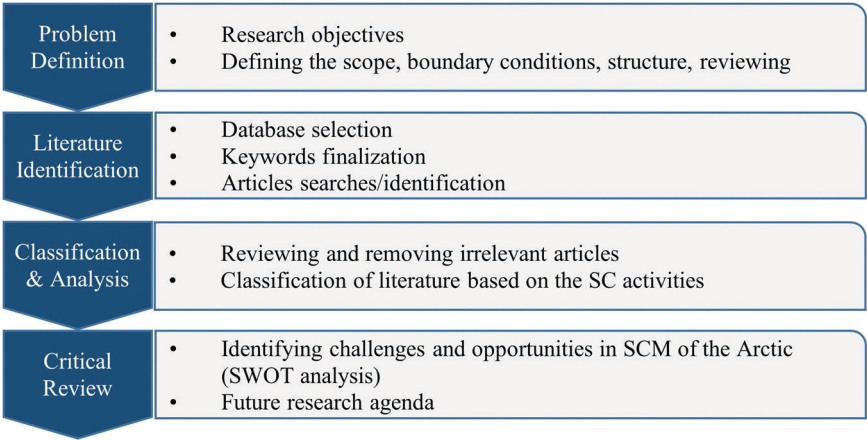 Problem
Definition
• Research objectives
• Defining the scope, boundary conditions, structure, reviewing
Literature
Identification
• Database selection
• Keywords finalization
• Articles searches/identification
Classification
& Analysis
• Reviewing and removing irrelevant articles
• Classification of literature based on the SC activities
Critical
Review
• Identifying challenges and opportunities in SCM of the Arctic
(SWOT analysis)
• Future research agenda